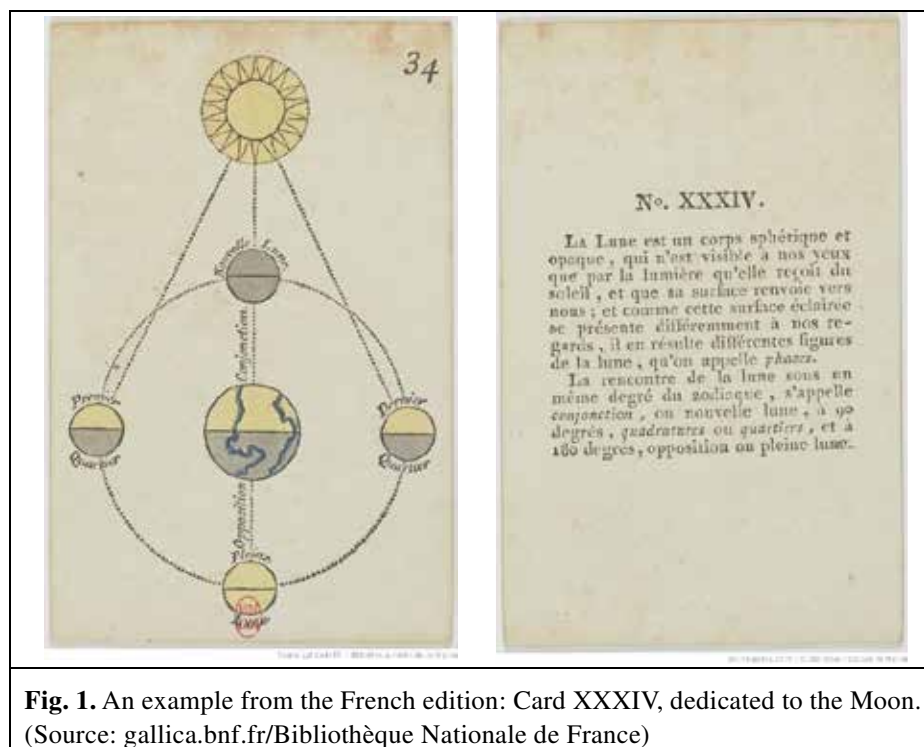 34
Nouvelle Lune
Conjonction
Premier
Quartier
Dernier
Quartier
Opposition
Pleine
No. XXXIV.
LA Lune est un corps sphérique et
opaque, qui n'est visible à nos yeux
que par la lumière qu'elle reçoit du
soleil, et que sa surface renvoie vers
nous ; et comme cette surface éclairée
se présente différemment à nos re-
gards, il en résulte différentes figures
de la lune, qu'on appelle phases.
La rencontre de la lune sous un
même degré du zodiaque, s'appelle
conjonction, ou nouvelle lune, à 90
degrés, quadratures ou quartiers, et à
180 degrés, opposition ou pleine lune.
Fig. 1. An example from the French edition: Card XXXIV, dedicated to the Moon.
(Source: gallica.bnf.fr/Bibliothèque Nationale de France)